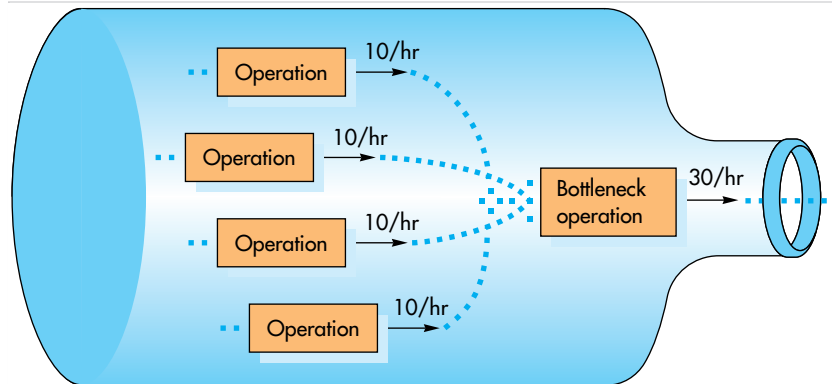 10/hr
Operation
10/hr
Operation
10/hr
Operation
10/hr
Operation
Bottleneck
operation
30/hr